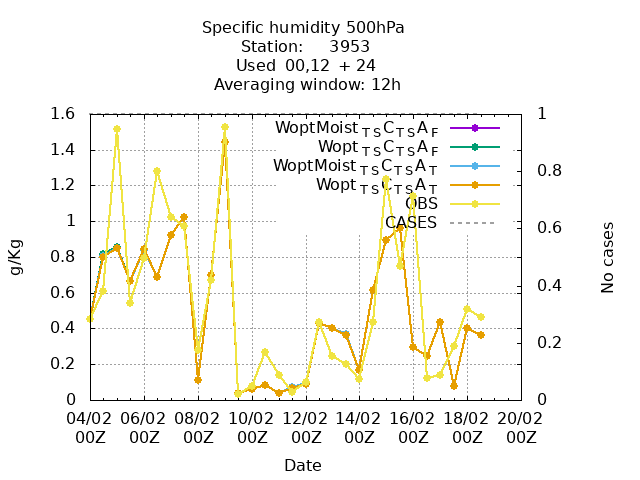 Specific humidity 500hPa
Station:     3953
Used  00,12  + 24
Averaging window: 12h
1.6
1.4
1.2
1
0.8
0.6
0.4
0.2
0
g/Kg
1
0.8
0.6
0.4
0.2
0
No cases
WoptMoist TS C TS A F
Wopt TS C TS A F
WoptMoist TS C TS A T
Wopt TS C TS A T
OBS
CASES
04/02 06/02 08/02 10/02 12/02 14/02 16/02 18/02 20/02
00Z 00Z 00Z 00Z 00Z 00Z 00Z 00Z 00Z
Date